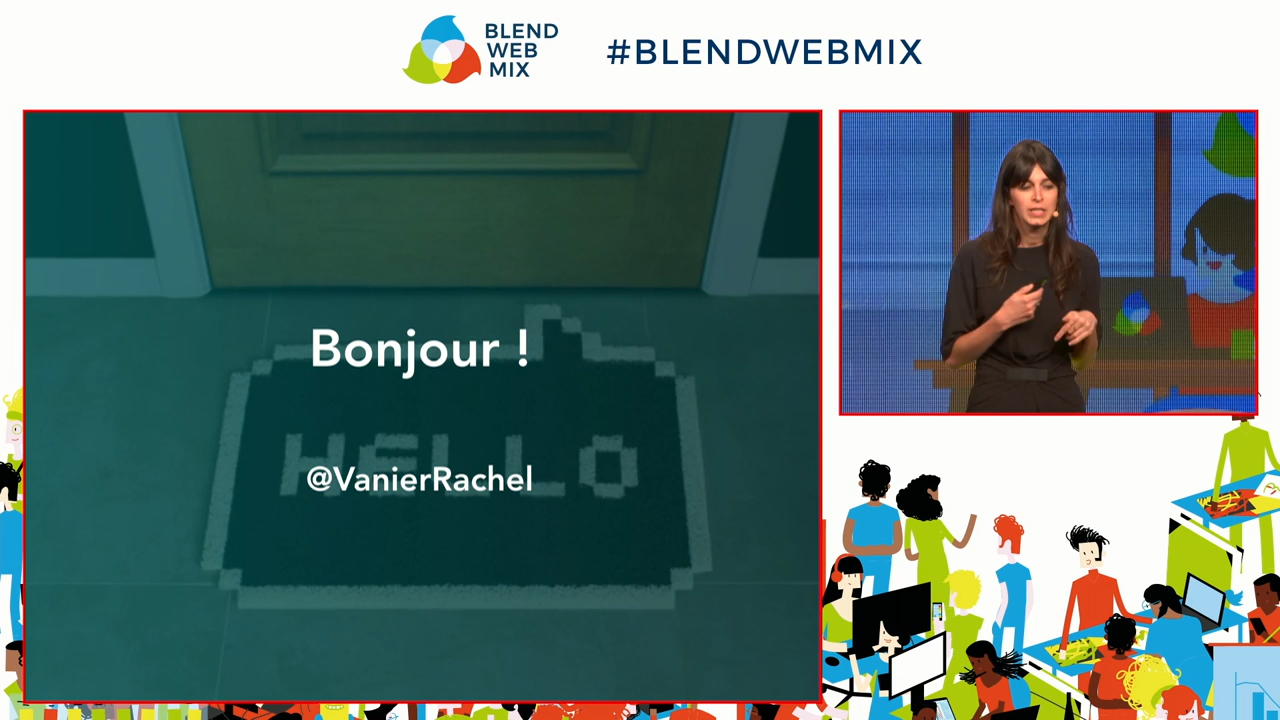 BLEND
WEB
MIX
#BLENDWEBMIX
Bonjour !
HELLO
@VanierRachel